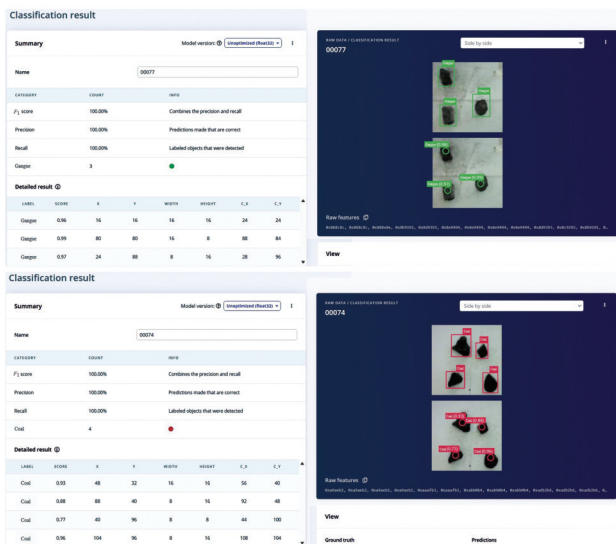 Classification result
Summary Model version: Unoptimized (float32)
Name 00077
CATEGORY COUNT INFO
F1 score 100.00% Combines the precision and recall
Precision 100.00% Predictions made that are correct
Recall 100.00% Labeled objects that were detected
Gangue 3
Detailed result
LABEL SCORE X Y WIDTH HEIGHT C_X C_Y
Gangue 0.96 16 16 16 16 24 24
Gangue 0.99 80 80 16 8 88 84
Gangue 0.97 24 88 8 16 28 96
RAW DATA / CLASSIFICATION RESULT
00077
Side by side
Gangue
Gangue
Gangue
Raw features
View
Classification result
Summary Model version: Unoptimized (float32)
Name 00074
CATEGORY COUNT INFO
F1 score 100.00% Combines the precision and recall
Precision 100.00% Predictions made that are correct
Recall 100.00% Labeled objects that were detected
Coal 4
Detailed result
LABEL SCORE X Y WIDTH HEIGHT C_X C_Y
Coal 0.93 48 32 16 16 56 40
Coal 0.88 88 40 8 16 92 48
Coal 0.77 40 96 8 8 44 100
Coal 0.96 104 96 8 16 108 104
RAW DATA / CLASSIFICATION RESULT
00074
Side by side
Coal
Coal
Coal
Coal
Raw features
View
Ground truth Predictions